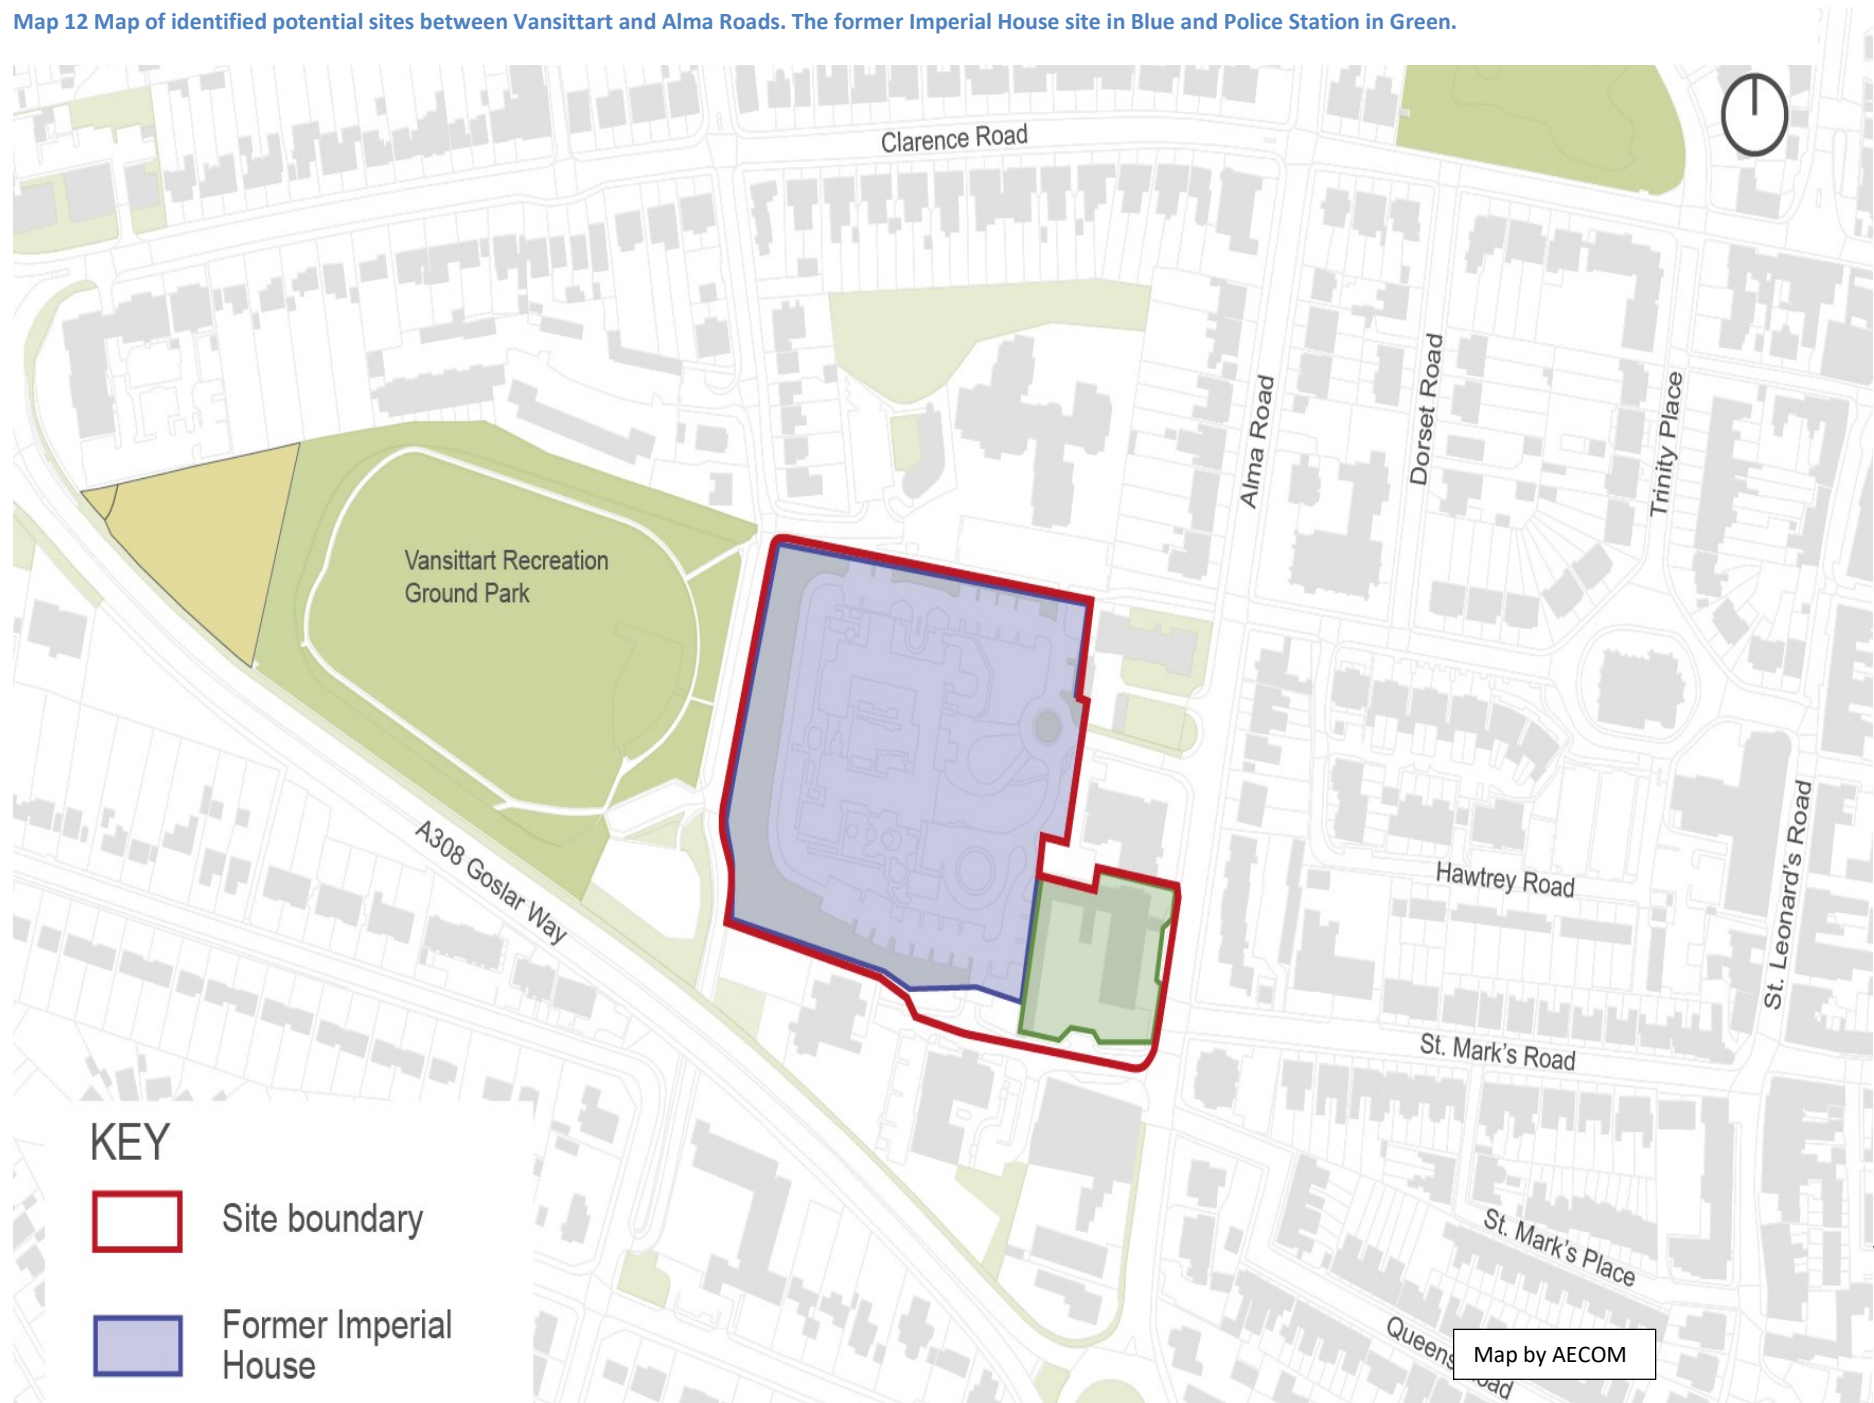 Map 12 Map of identified potential sites between Vansittart and Alma Roads. The former Imperial House site in Blue and Police Station in Green.
Clarence Road
Alma Road
Dorset Road
Trinity Place
Vansittart Recreation
Ground Park
A308 Goslar Way
Hawtrey Road
St. Leonard's Road
St. Mark's Road
St. Mark's Place
KEY
Site boundary
Former Imperial
House
Map by AECOM